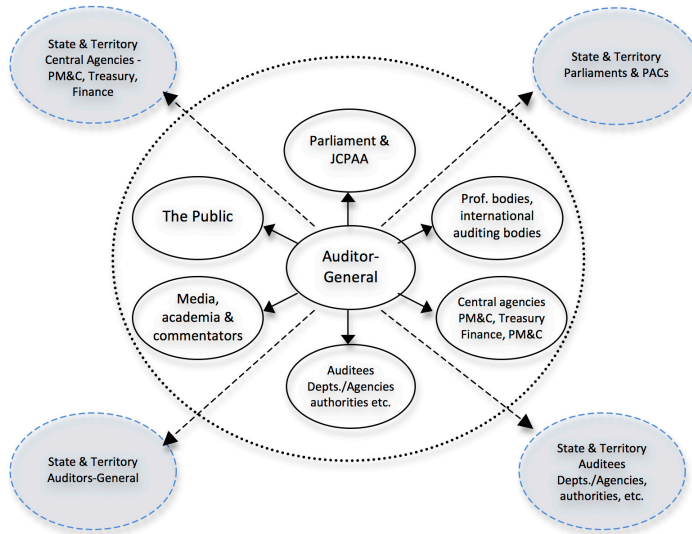 State & Territory
Central Agencies -
PM&C, Treasury,
Finance
State & Territory
Parliaments & PACs
Parliament &
JCPAA
The Public
Prof. bodies,
international
auditing bodies
Auditor-
General
Media,
academia &
commentators
Central agencies
PM&C, Treasury
Finance, PM&C
Auditees
Depts./Agencies
authorities etc.
State & Territory
Auditors-General
State & Territory
Auditees
Depts./Agencies,
authorities, etc.